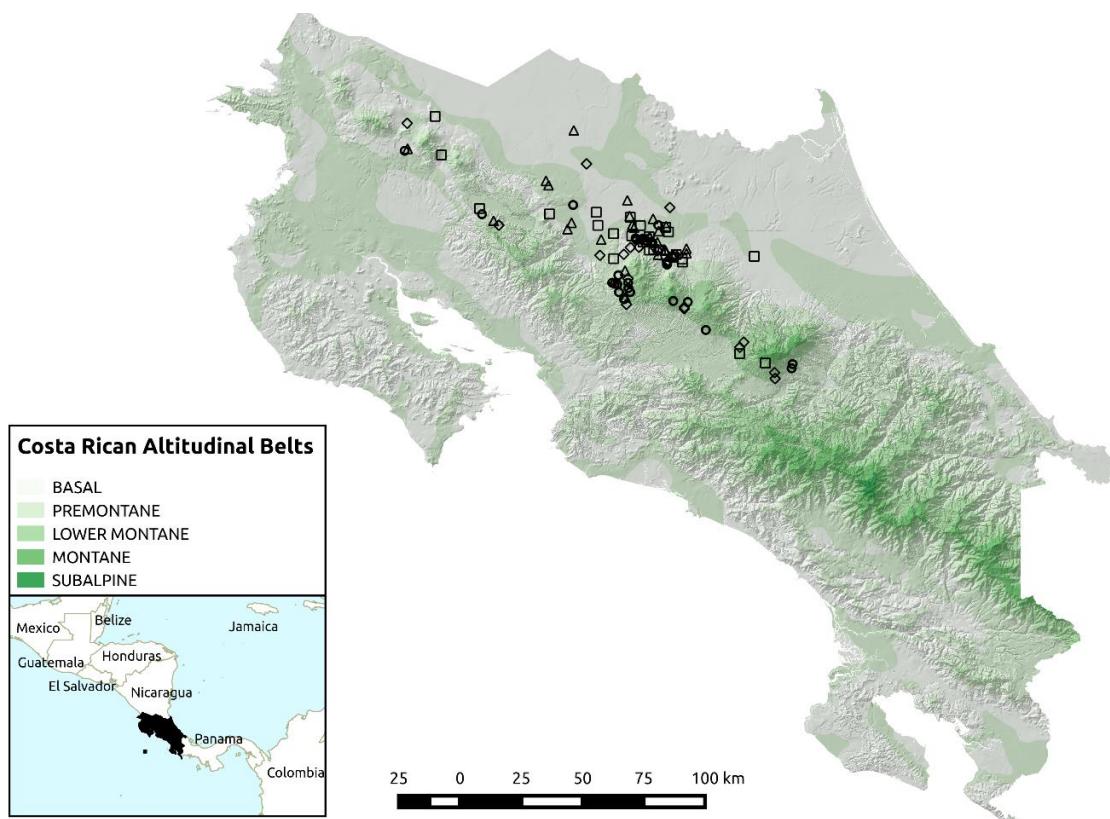 Costa Rican Altitudinal Belts
BASAL
PREMONTANE
LOWER MONTANE
MONTANE
SUBALPINE
Mexico
Belize
Jamaica
Guatemala
Honduras
El Salvador
Nicaragua
Panama
Colombia
25 0 25 50 75 100 km